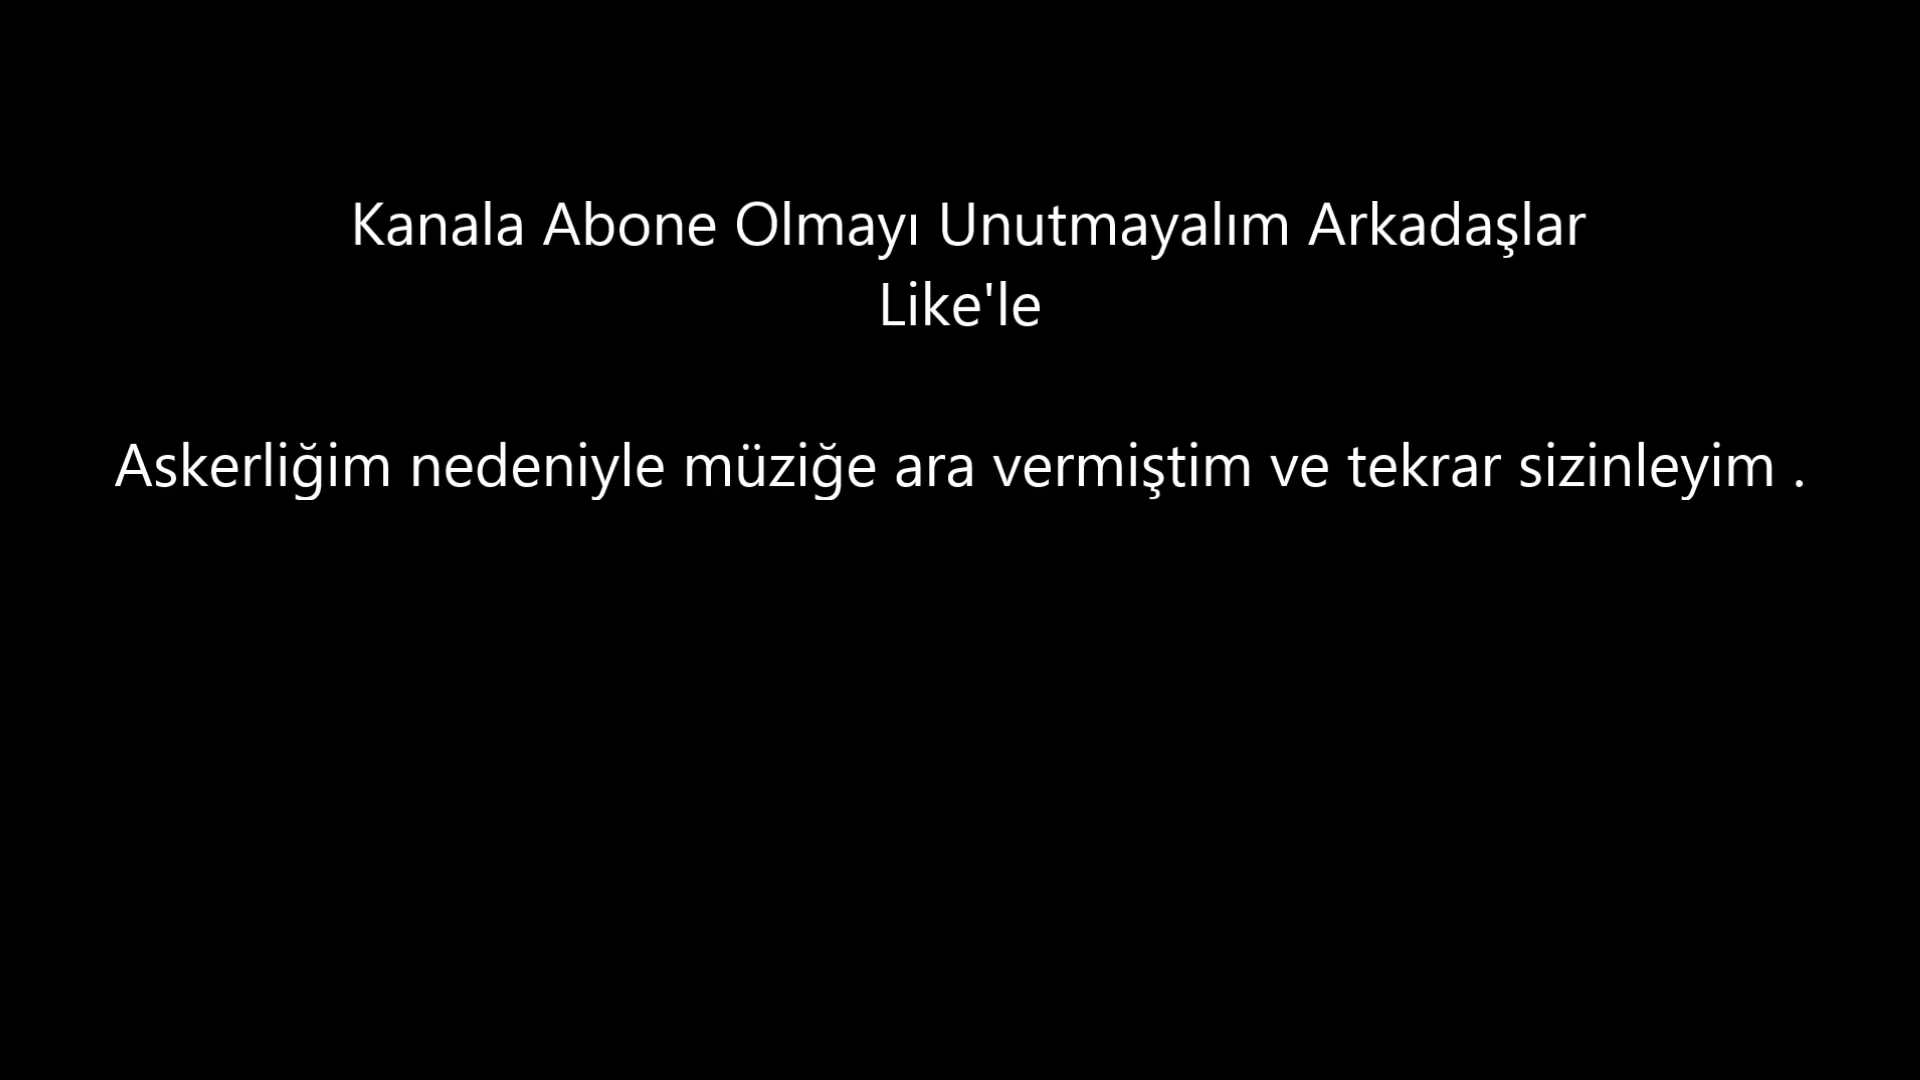 Kanala Abone Olmayı Unutmayalım Arkadaşlar
Like'le
Askerliğim nedeniyle müziğe ara vermiştim ve tekrar sizinleyim .